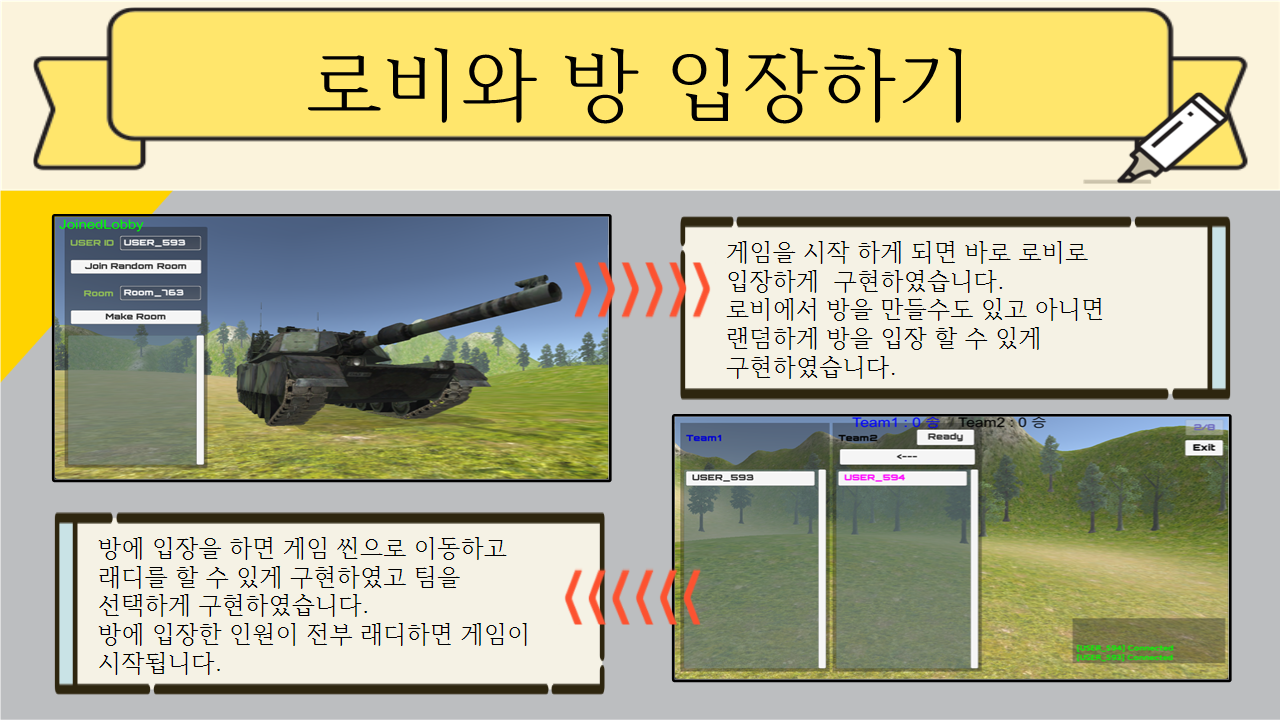 로비와 방 입장하기
JoinedLobby
USER ID USER_593
Join Random Room
Room Room_763
Make Room
게임을 시작 하게 되면 바로 로비로
입장하게 구현하였습니다.
로비에서 방을 만들수도 있고 아니면
랜덤하게 방을 입장 할 수 있게
구현하였습니다.
Team1 : 0 승 / Team2 : 0 승
2/8
Team1
Team2
Ready
Exit
<---
USER_593
USER_594
[USER_594] Connected
[USER_593] Connected
방에 입장을 하면 게임 씬으로 이동하고
래디를 할 수 있게 구현하였고 팀을
선택하게 구현하였습니다.
방에 입장한 인원이 전부 래디하면 게임이
시작됩니다.